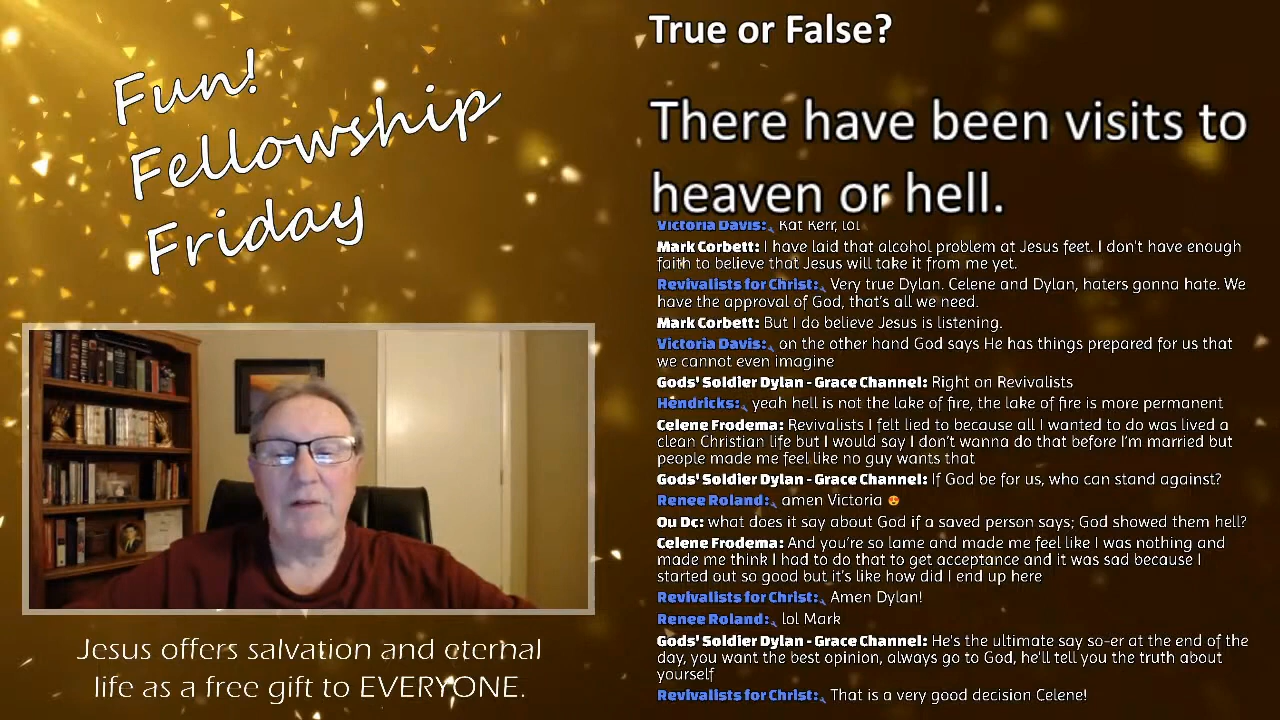 Fun!
Fellowship
Friday
Jesus offers salvation and eternal
life as a free gift to EVERYONE.
True or False?
There have been visits to
heaven or hell.
Victoria Davis: Kat Kerr, lol
Mark Corbett: I have laid that alcohol problem at Jesus feet. I don't have enough
faith to believe that Jesus will take it from me yet.
Revivalists for Christ: Very true Dylan. Celene and Dylan, haters gonna hate. We
have the approval of God, that's all we need.
Mark Corbett: But I do believe Jesus is listening.
Victoria Davis: on the other hand God says He has things prepared for us that
we cannot even imagine
Gods' Soldier Dylan - Grace Channel: Right on Revivalists
Hendricks: yeah hell is not the lake of fire, the lake of fire is more permanent
Celene Frodema: Revivalists I felt lied to because all I wanted to do was lived a
clean Christian life but I would say I don't wanna do that before I'm married but
people made me feel like no guy wants that
Gods' Soldier Dylan - Grace Channel: If God be for us, who can stand against?
Renee Roland: amen Victoria 😍
Ou Dc: what does it say about God if a saved person says; God showed them hell?
Celene Frodema: And you're so lame and made me feel like I was nothing and
made me think I had to do that to get acceptance and it was sad because I
started out so good but it's like how did I end up here
Revivalists for Christ: Amen Dylan!
Renee Roland: lol Mark
Gods' Soldier Dylan - Grace Channel: He's the ultimate say so-er at the end of the
day, you want the best opinion, always go to God, he'll tell you the truth about
yourself
Revivalists for Christ: That is a very good decision Celene!